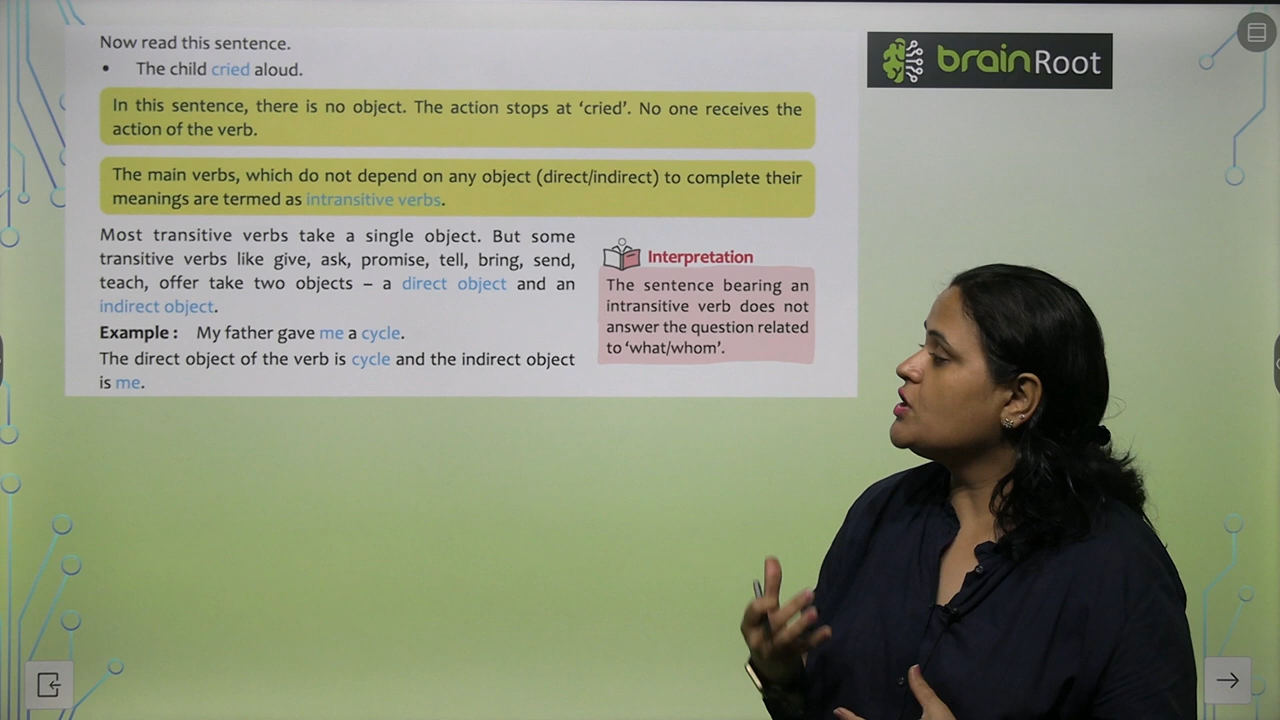 Now read this sentence.
• The child cried aloud.
In this sentence, there is no object. The action stops at ‘cried’. No one receives the
action of the verb.
The main verbs, which do not depend on any object (direct/indirect) to complete their
meanings are termed as intransitive verbs.
Most transitive verbs take a single object. But some
transitive verbs like give, ask, promise, tell, bring, send,
teach, offer take two objects – a direct object and an
indirect object.
Example : My father gave me a cycle.
The direct object of the verb is cycle and the indirect object
is me.
Interpretation
The sentence bearing an
intransitive verb does not
answer the question related
to ‘what/whom’.
brainRoot